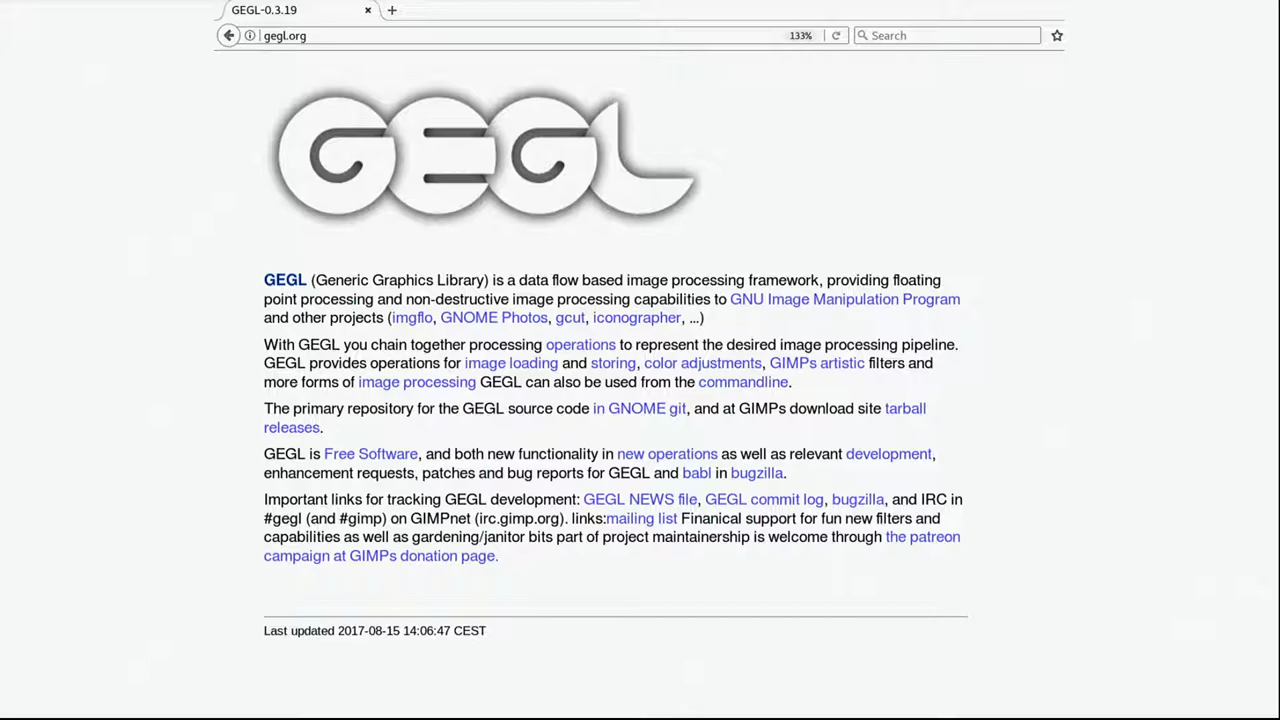 GEGL-0.3.19
gegl.org
133%
Search
GEGL
GEGL (Generic Graphics Library) is a data flow based image processing framework, providing floating
point processing and non-destructive image processing capabilities to GNU Image Manipulation Program
and other projects (imgflo, GNOME Photos, gcut, iconographer, ...)
With GEGL you chain together processing operations to represent the desired image processing pipeline.
GEGL provides operations for image loading and storing, color adjustments, GIMPs artistic filters and
more forms of image processing GEGL can also be used from the commandline.
The primary repository for the GEGL source code in GNOME git, and at GIMPs download site tarball
releases.
GEGL is Free Software, and both new functionality in new operations as well as relevant development,
enhancement requests, patches and bug reports for GEGL and babl in bugzilla.
Important links for tracking GEGL development: GEGL NEWS file, GEGL commit log, bugzilla, and IRC in
#gegl (and #gimp) on GIMPnet (irc.gimp.org). links:mailing list Finanical support for fun new filters and
capabilities as well as gardening/janitor bits part of project maintainership is welcome through the patreon
campaign at GIMPs donation page.
Last updated 2017-08-15 14:06:47 CEST